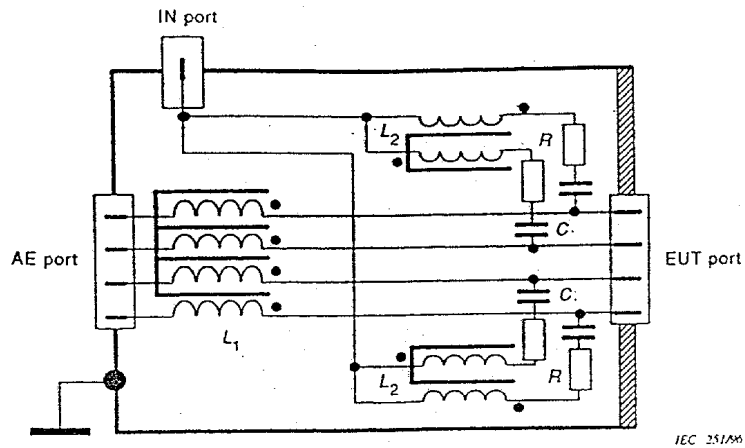 IN port
L2
R
AE port
C
EUT port
C
L1
L2
R
IEC 251/96